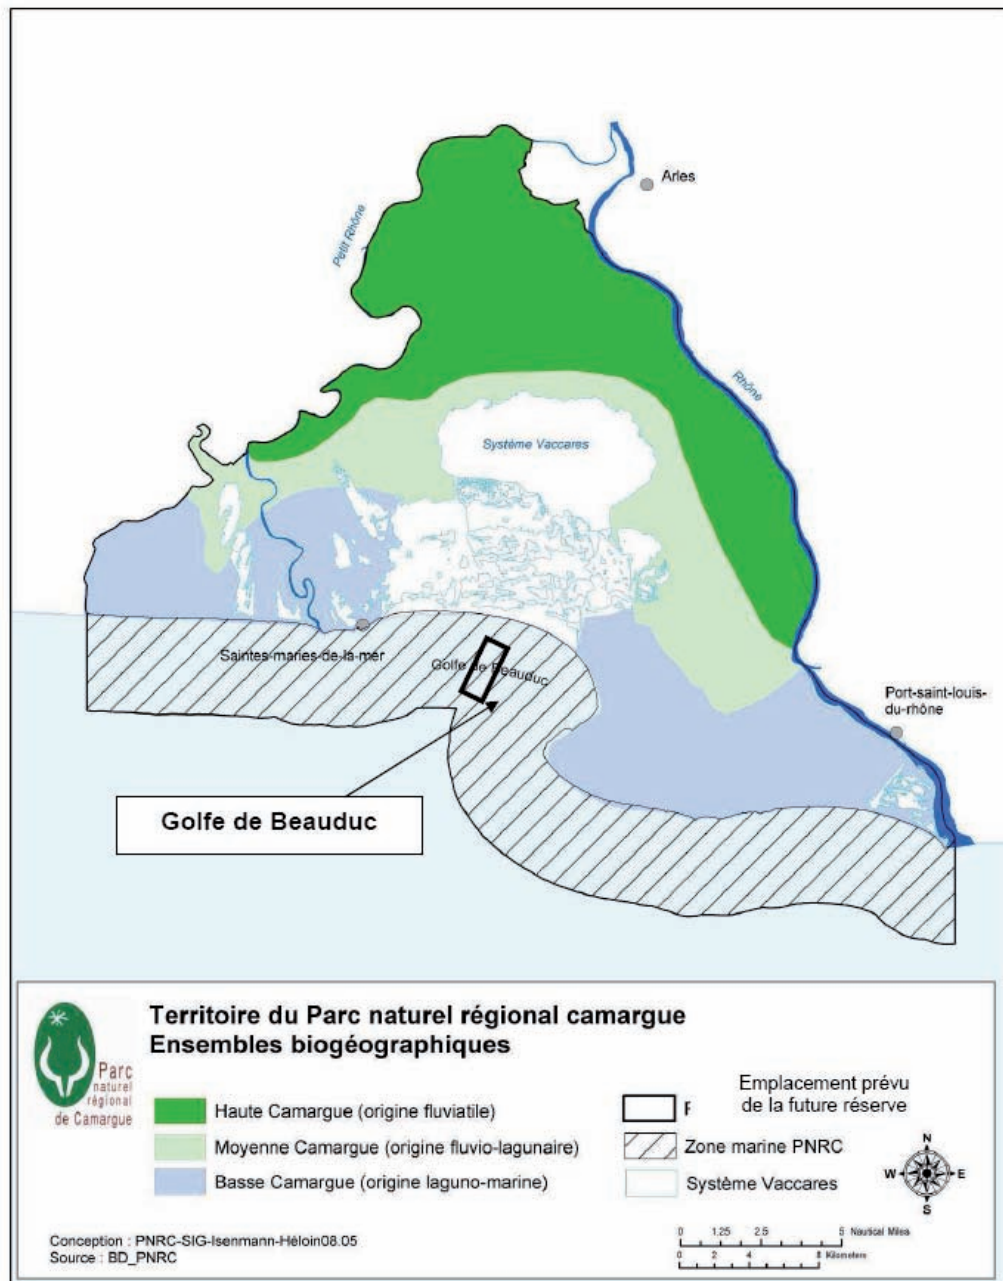 Arles
Petit Rhône
Rhône
Système Vaccares
Saintes-maries-de-la-mer
Golfe de Beauduc
Port-saint-louis-
du-rhône
Golfe de Beauduc
Parc
naturel
régional
de Camargue
Territoire du Parc naturel régional camargue
Ensembles biogéographiques
Haute Camargue (origine fluviatile)
Moyenne Camargue (origine fluvio-lagunaire)
Basse Camargue (origine laguno-marine)
Emplacement prévu
de la future réserve
Zone marine PNRC
Système Vaccares
N
W
E
S
0 1.25 2.5 5 Nautical Miles
0 2 4 8 Kilometers
Conception : PNRC-SIG-Isenmann-Héloin08.05
Source : BD_PNRC